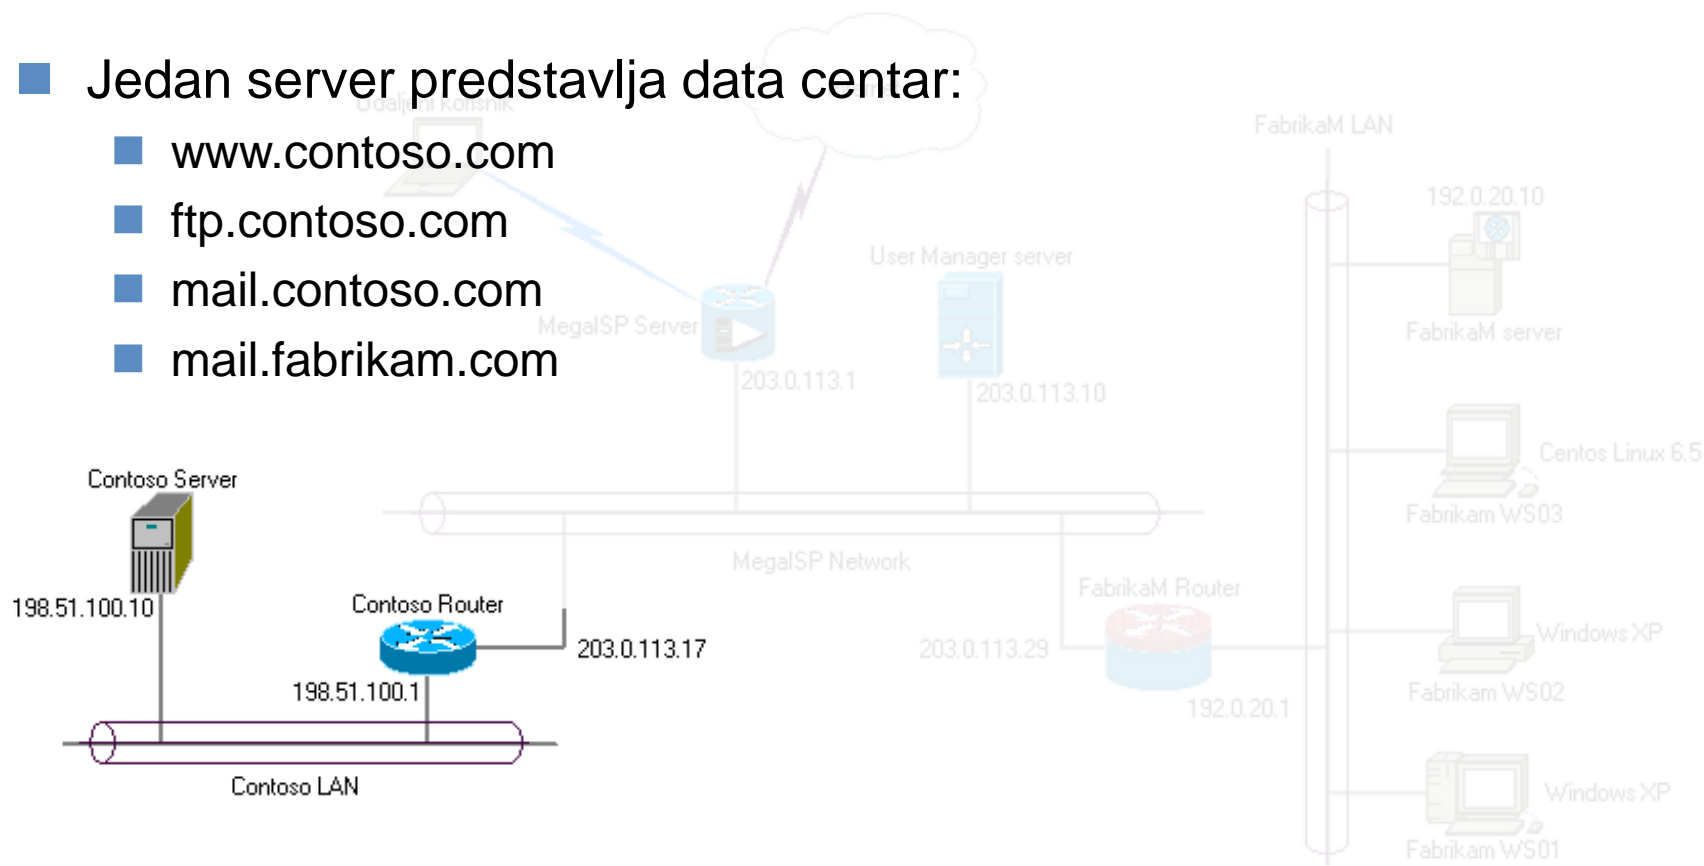 Jedan server predstavlja data centar:
Udaljeni korisnik
www.contoso.com
FabrikaM LAN
ftp.contoso.com
192.0.20.10
User Manager server
mail.contoso.com
MegaISP Server
FabrikaM server
mail.fabrikam.com
203.0.113.1
203.0.113.10
Contoso Server
Centos Linux 6.5
Fabrikam WS03
MegaISP Network
198.51.100.10
Contoso Router
FabrikaM Router
203.0.113.17
203.0.113.29
Windows XP
198.51.100.1
192.0.20.1
Fabrikam WS02
Contoso LAN
Windows XP
Fabrikam WS01